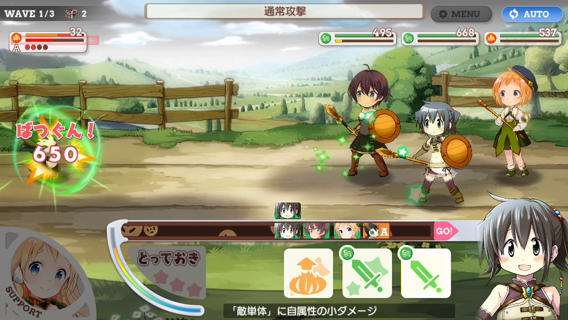 WAVE 1/3
2
通常攻撃
MENU
AUTO
32
A
495
668
537
ばつぐん！
650
A
GO!
とっておき
SUPPORT
「敵単体」に自属性の小ダメージ